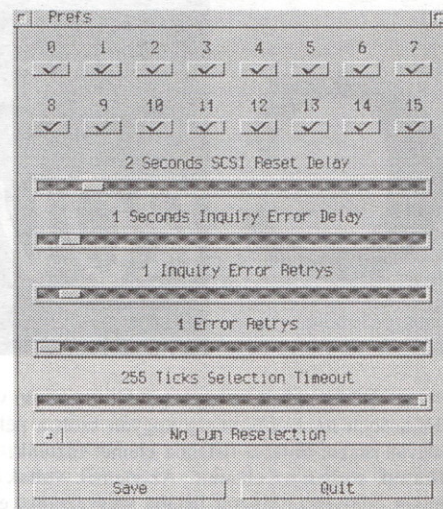 Prefs
0 1 2 3 4 5 6 7
8 9 10 11 12 13 14 15
2 Seconds SCSI Reset Delay
1 Seconds Inquiry Error Delay
1 Inquiry Error Retrys
1 Error Retrys
255 Ticks Selection Timeout
No Lun Reselection
Save Quit